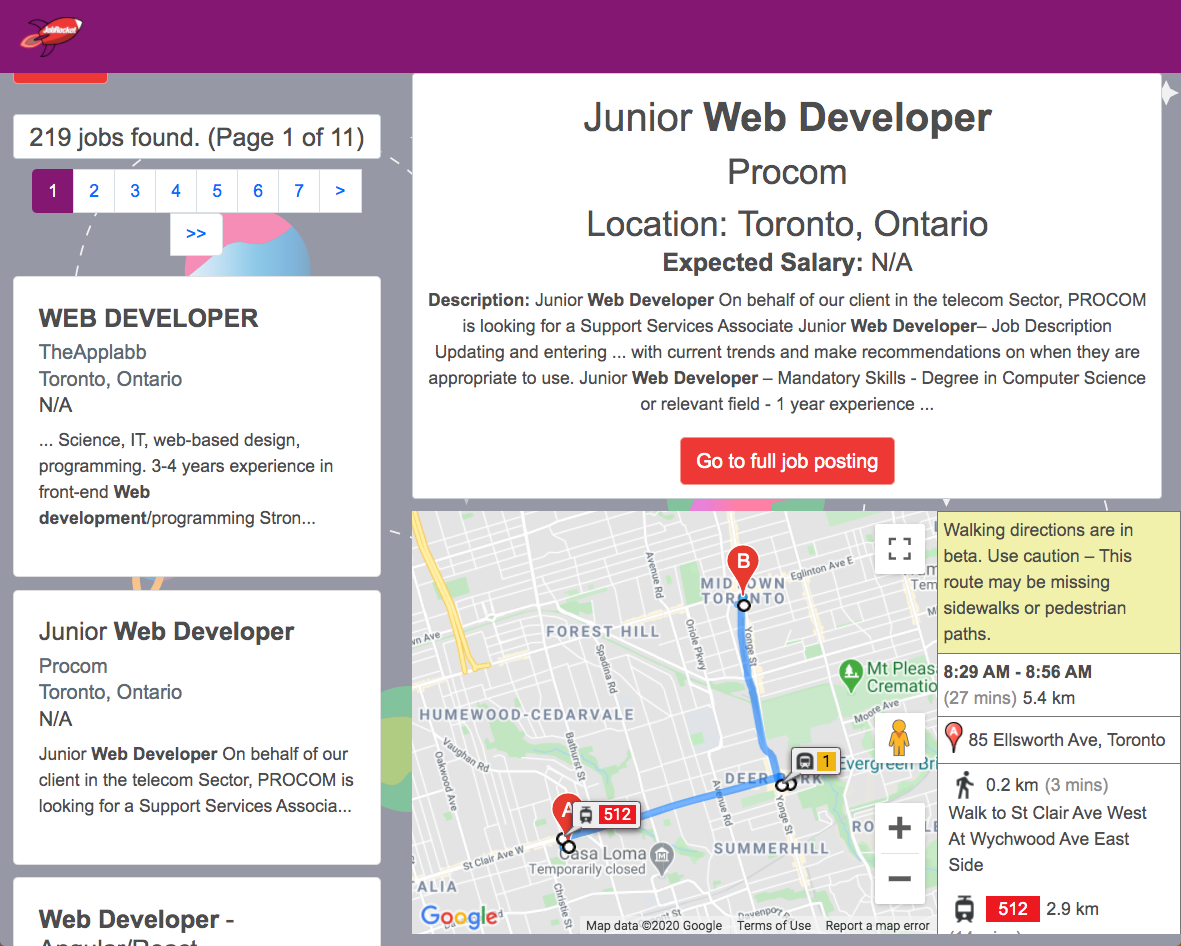 JobRocket
219 jobs found. (Page 1 of 11)
1 2 3 4 5 6 7 >
>>
WEB DEVELOPER
TheApplabb
Toronto, Ontario
N/A
... Science, IT, web-based design,
programming. 3-4 years experience in
front-end Web
development/programming Stron...
Junior Web Developer
Procom
Toronto, Ontario
N/A
Junior Web Developer On behalf of our
client in the telecom Sector, PROCOM is
looking for a Support Services Associa...
Web Developer -
Angular/React
Junior Web Developer
Procom
Location: Toronto, Ontario
Expected Salary: N/A
Description: Junior Web Developer On behalf of our client in the telecom Sector, PROCOM
is looking for a Support Services Associate Junior Web Developer– Job Description
Updating and entering ... with current trends and make recommendations on when they are
appropriate to use. Junior Web Developer – Mandatory Skills - Degree in Computer Science
or relevant field - 1 year experience ...
Go to full job posting
B
MIDTOWN
TORONTO
Eglinton Ave E
Avenue Rd
FOREST HILL
Oriole Pkwy
Yonge St
Spadina Rd
Mt Pleas
Crematio
Moore Ave
HUMEWOOD-CEDARVALE
Vaughan Rd
Oakwood Ave
Bathurst St
1
DEER PARK
Evergreen Bri
Avenue Rd
Yonge St
A
512
SUMMERHILL
St Clair Ave W
Casa Loma
Temporarily closed
Christie St
Davenport
Google
Map data ©2020 Google
Terms of Use
Report a map error
Walking directions are in
beta. Use caution – This
route may be missing
sidewalks or pedestrian
paths.
8:29 AM - 8:56 AM
(27 mins) 5.4 km
A 85 Ellsworth Ave, Toronto
0.2 km (3 mins)
Walk to St Clair Ave West
At Wychwood Ave East
Side
512 2.9 km